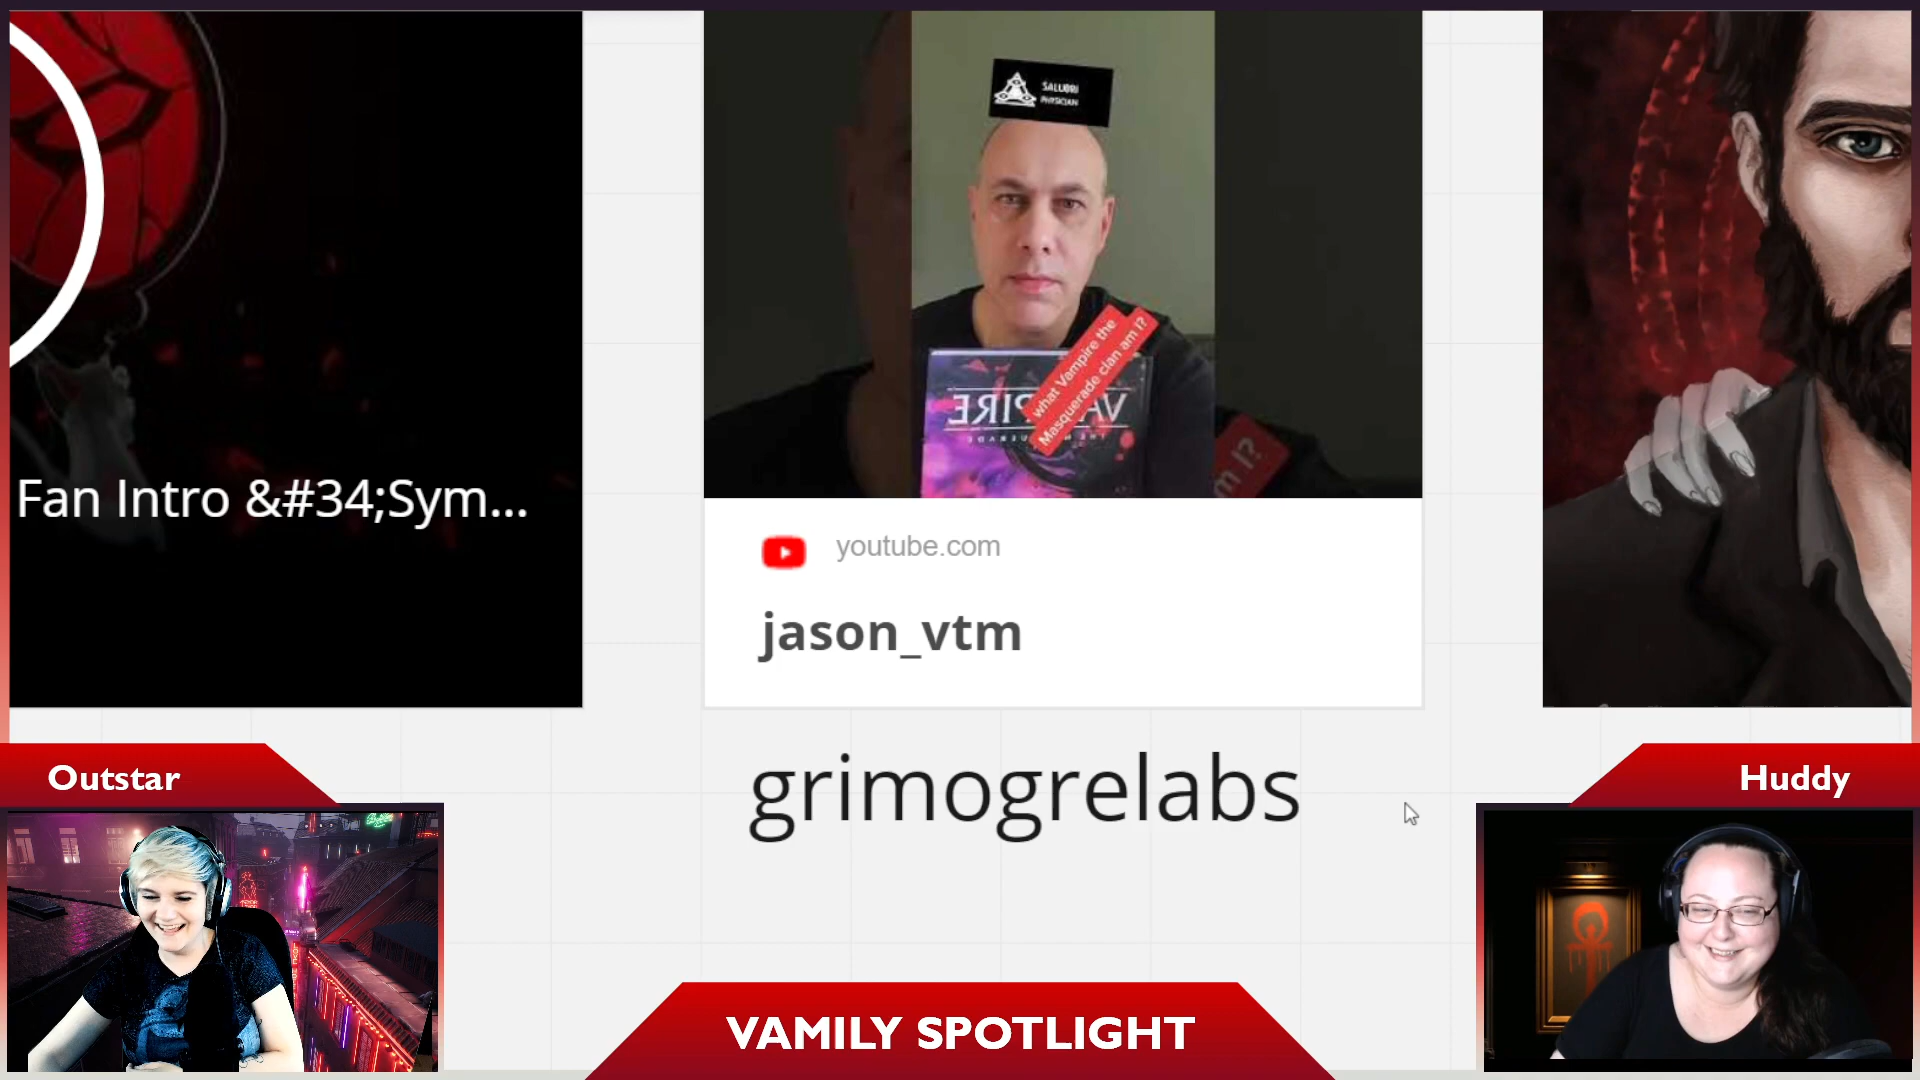 SALUBRI
PHYSICIAN
what Vampire the
Masquerade clan am I?
VAMPIRE
m I?
Fan Intro &#34;Sym...
youtube.com
jason_vtm
grimogrelabs
Outstar
Huddy
VAMILY SPOTLIGHT